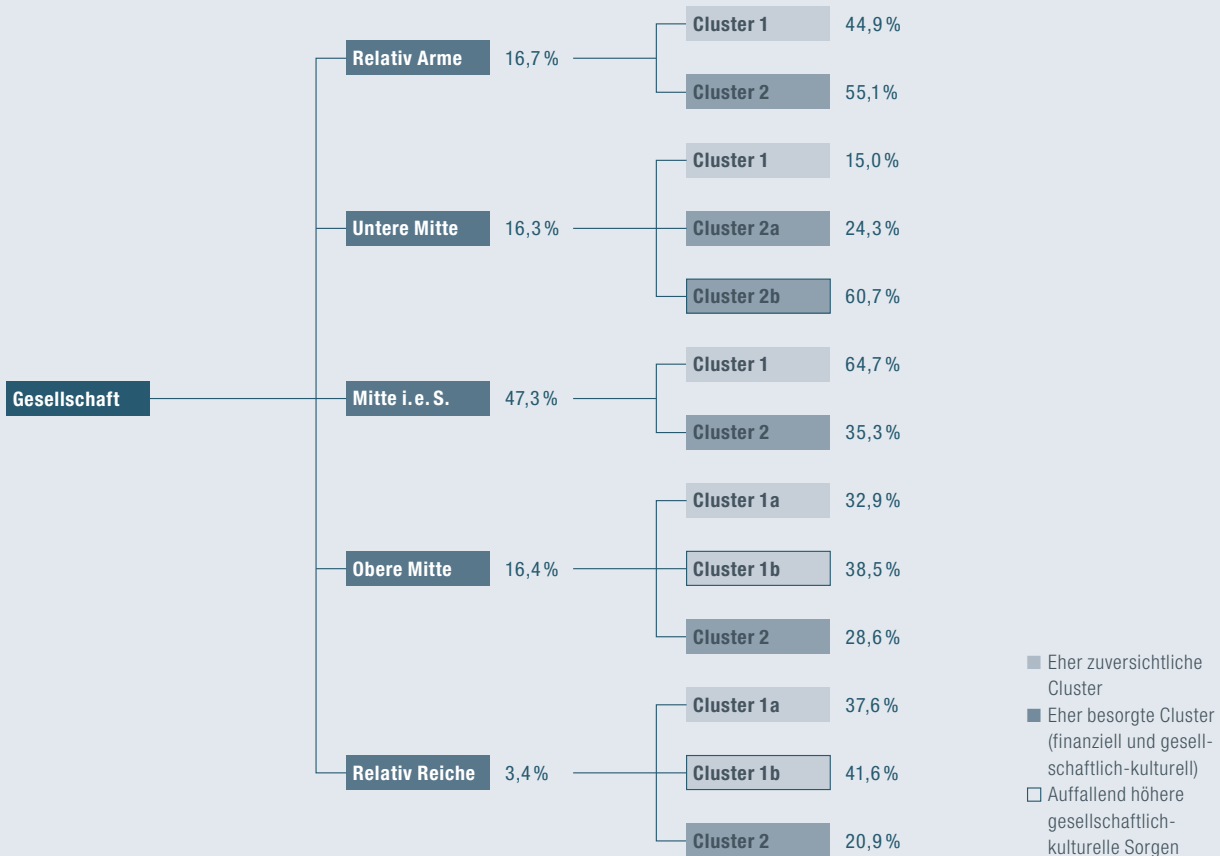 Gesellschaft
Relativ Arme 16,7 %
Cluster 1 44,9 %
Cluster 2 55,1 %
Untere Mitte 16,3 %
Cluster 1 15,0 %
Cluster 2a 24,3 %
Cluster 2b 60,7 %
Mitte i. e. S. 47,3 %
Cluster 1 64,7 %
Cluster 2 35,3 %
Obere Mitte 16,4 %
Cluster 1a 32,9 %
Cluster 1b 38,5 %
Cluster 2 28,6 %
Relativ Reiche 3,4 %
Cluster 1a 37,6 %
Cluster 1b 41,6 %
Cluster 2 20,9 %
Eher zuversichtliche
Cluster
Eher besorgte Cluster
(finanziell und gesell-
schaftlich-kulturell)
Auffallend höhere
gesellschaftlich-
kulturelle Sorgen